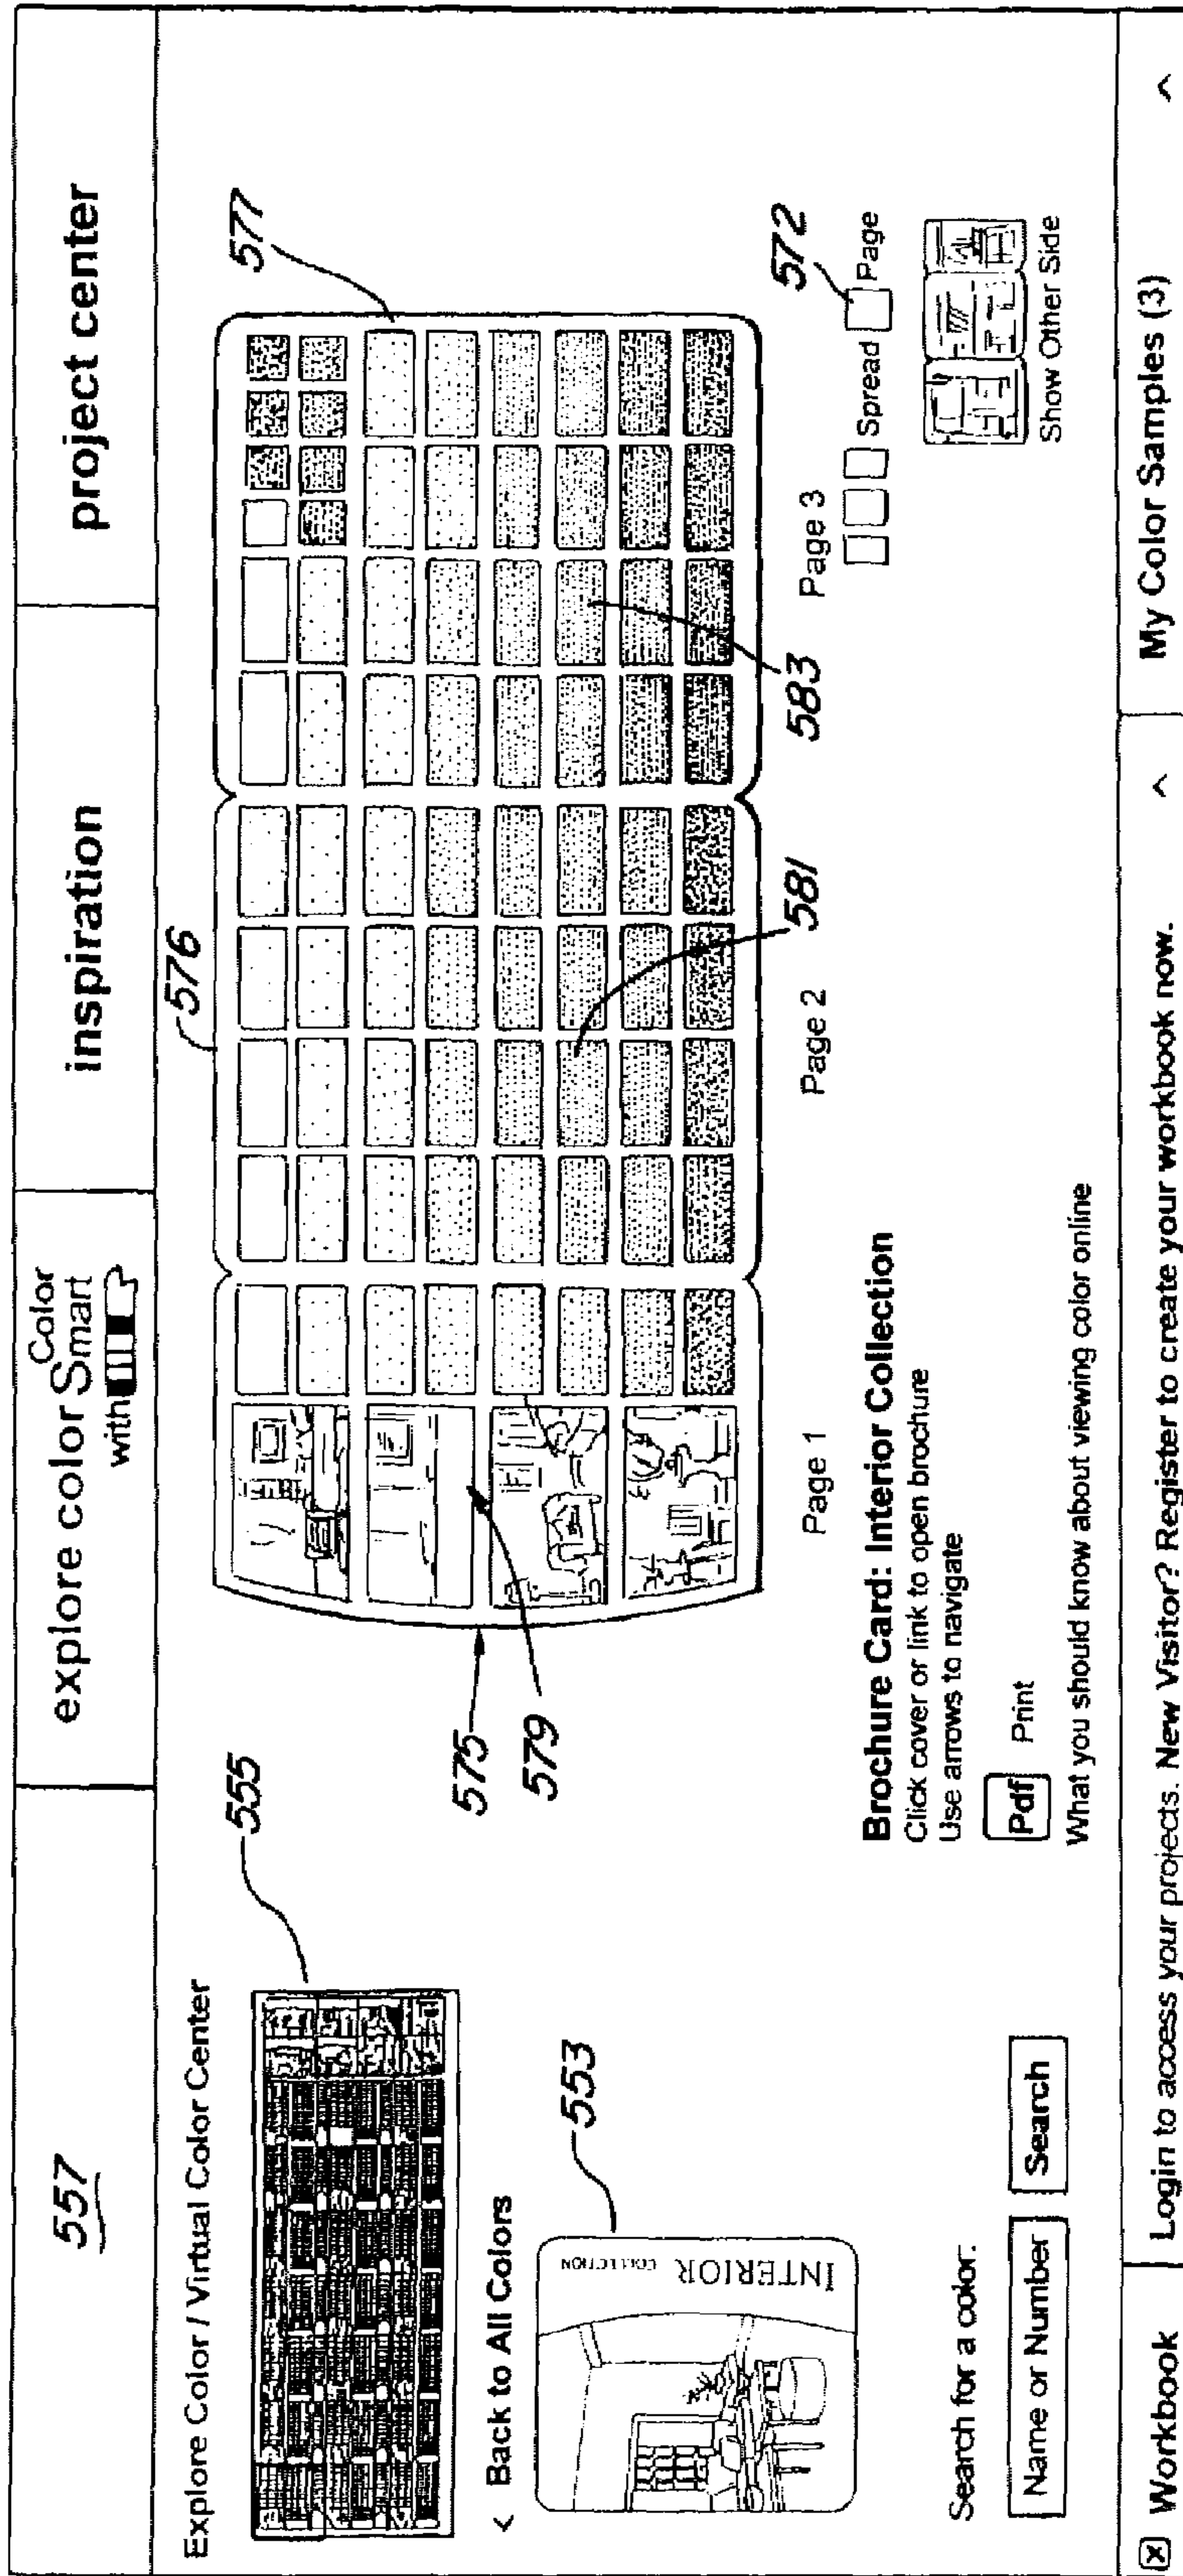 557
explore color
with
Color
Smart
inspiration
project center
Explore Color / Virtual Color Center
555
576
577
< Back to All Colors
553
INTERIOR
COLLECTION
575
579
581
583
Page 1
Page 2
Page 3
572
Spread
Page
Show Other Side
Brochure Card: Interior Collection
Click cover or link to open brochure
Use arrows to navigate
Pdf
Print
What you should know about viewing color online
Search for a color:
Name or Number
Search
x Workbook
Login to access your projects. New Visitor? Register to create your workbook now. ^
My Color Samples (3) ^